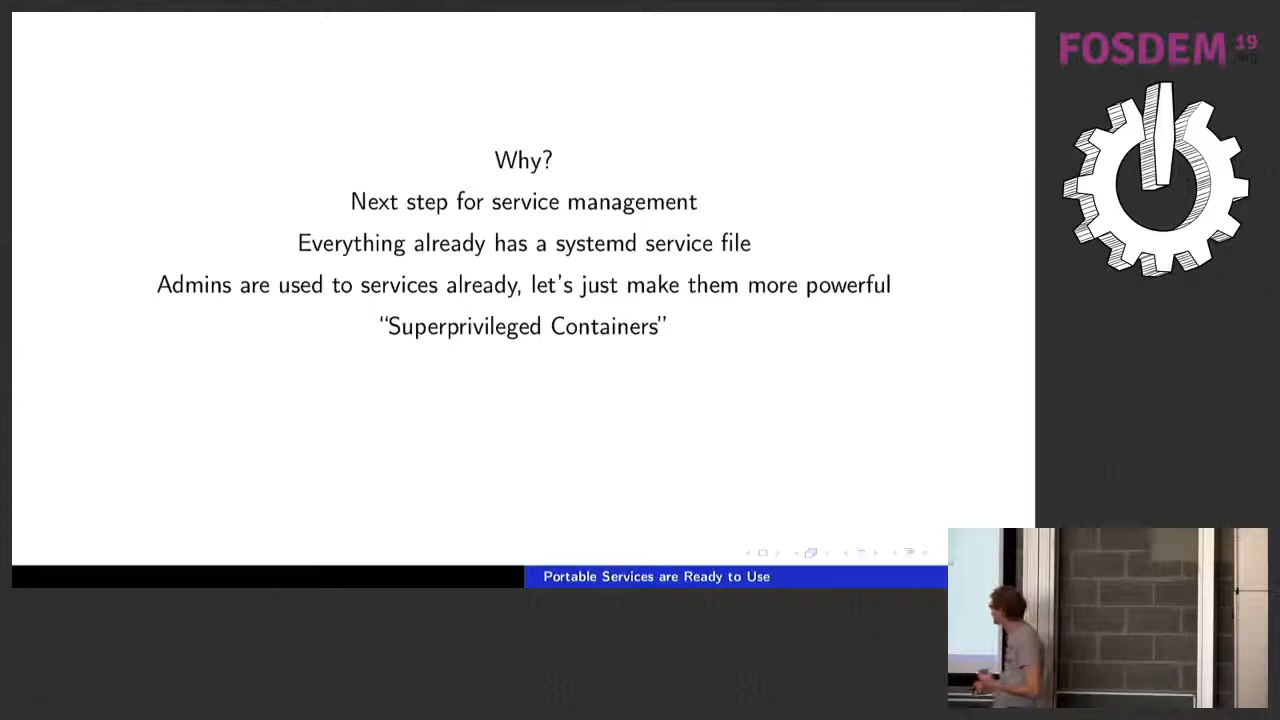 FOSDEM 19
Why?
Next step for service management
Everything already has a systemd service file
Admins are used to services already, let's just make them more powerful
“Superprivileged Containers”
Portable Services are Ready to Use